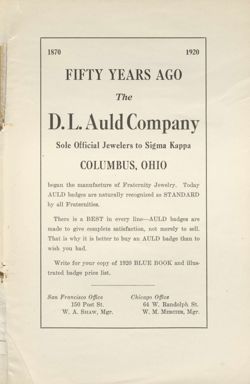 1870 1920
FIFTY YEARS AGO
The
D. L. Auld Company
Sole Official Jewelers to Sigma Kappa
COLUMBUS, OHIO
began the manufacture of Fraternity Jewelry. Today
AULD badges are naturally recognized as STANDARD
by all Fraternities.
There is a BEST in every line—AULD badges are
made to give complete satisfaction, not merely to sell.
That is why it is better to buy an AULD badge than to
wish you had.
Write for your copy of 1920 BLUE BOOK and illus-
trated badge price list.
San Francisco Office Chicago Office
150 Post St. 64 W. Randolph St.
W. A. SHAW, Mgr. W. M. MERCIER, Mgr.